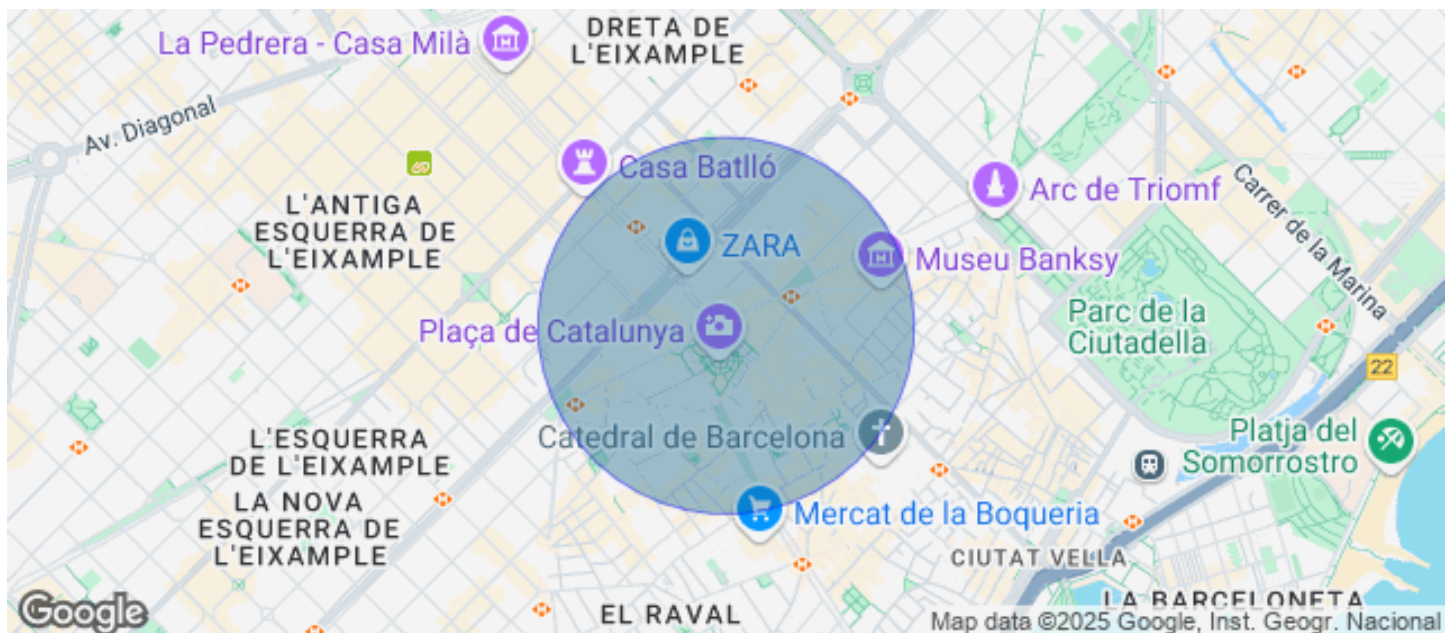 La Pedrera - Casa Milà
DRETA DE
L'EIXAMPLE
Av. Diagonal
Casa Batlló
Arc de Triomf
Carrer de la Marina
L'ANTIGA
ESQUERRA DE
L'EIXAMPLE
ZARA
Museu Banksy
Plaça de Catalunya
Parc de la
Ciutadella
22
L'ESQUERRA
DE L'EIXAMPLE
Catedral de Barcelona
Platja del
Somorrostro
LA NOVA
ESQUERRA DE
L'EIXAMPLE
Mercat de la Boqueria
CIUTAT VELLA
EL RAVAL
LA BARCELONETA
Google
Map data ©2025 Google, Inst. Geogr. Nacional